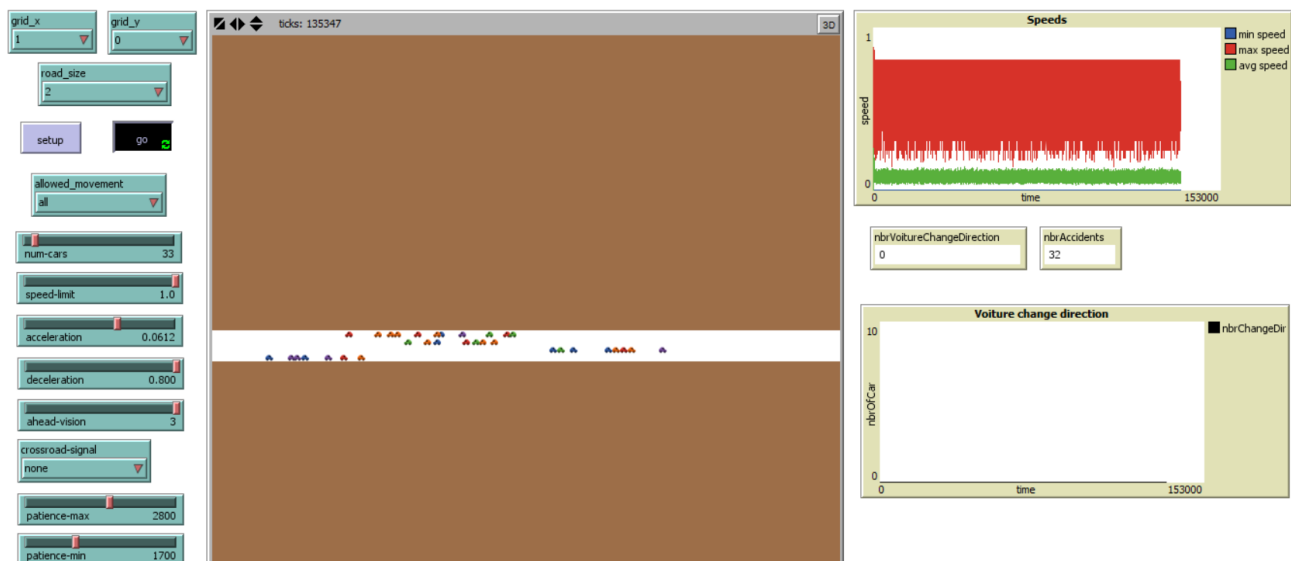 grid_x
1
grid_y
0
road_size
2
setup
go
allowed_movement
all
num-cars 33
speed-limit 1.0
acceleration 0.0612
deceleration 0.800
ahead-vision 3
crossroad-signal
none
patience-max 2800
patience-min 1700
ticks: 135347
3D
Speeds
1
speed
0
0 time 153000
min speed
max speed
avg speed
nbrVoitureChangeDirection
0
nbrAccidents
32
Voiture change direction
10
nbrOfCar
0
0 time 153000
nbrChangeDir